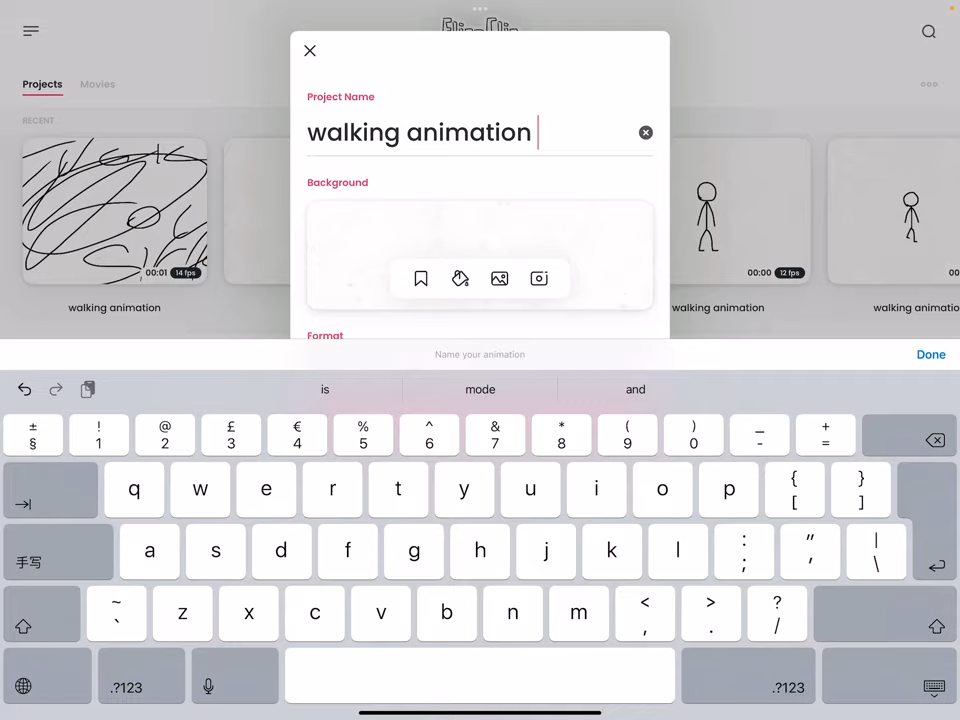 FlipaClip
Projects Movies
RECENT
Project Name
walking animation
Background
Format
00:01 14 fps
00:00 12 fps
00
walking animation
walking animation
walking animatio
Name your animation
Done
is mode and
± ! @ £ € % ^ & * ( ) _ +
§ 1 2 3 4 5 6 7 8 9 0 - =
q w e r t y u i o p { }
[ ]
a s d f g h j k l : " |
; ' \
手写
~ z x c v b n m < > ?
` , . /
.?123 .?123